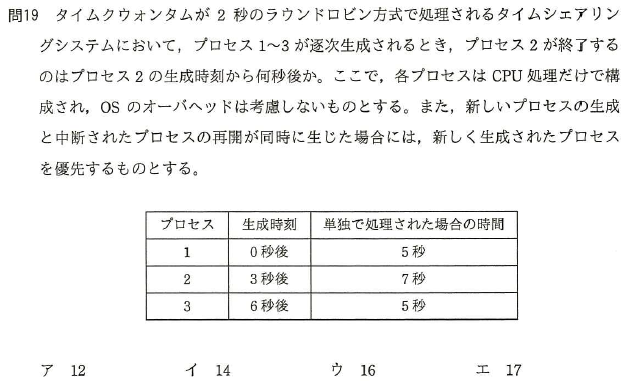 問19 タイムクウォンタムが 2 秒のラウンドロビン方式で処理されるタイムシェアリン
グシステムにおいて，プロセス 1～3 が逐次生成されるとき，プロセス 2 が終了する
のはプロセス 2 の生成時刻から何秒後か。ここで，各プロセスは CPU 処理だけで構
成され，OS のオーバヘッドは考慮しないものとする。また，新しいプロセスの生成
と中断されたプロセスの再開が同時に生じた場合には，新しく生成されたプロセス
を優先するものとする。
プロセス 生成時刻 単独で処理された場合の時間
1 0 秒後 5 秒
2 3 秒後 7 秒
3 6 秒後 5 秒
ア 12 イ 14 ウ 16 エ 17